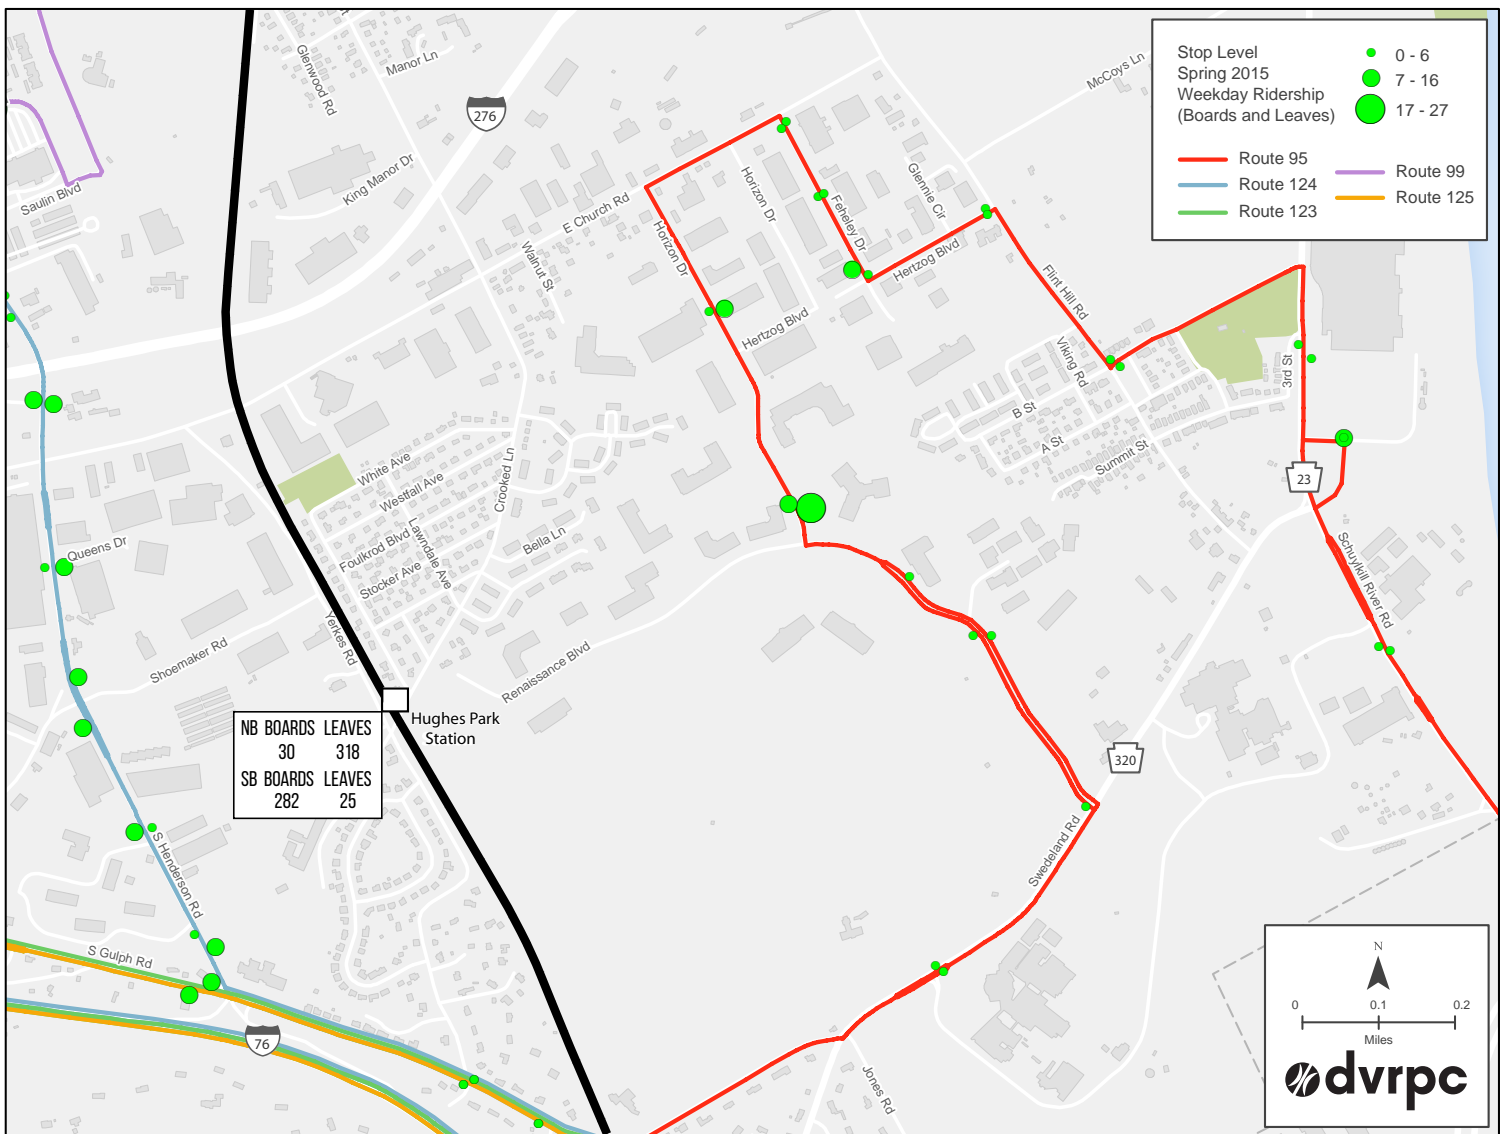 Stop Level
Spring 2015
Weekday Ridership
(Boards and Leaves)
0 - 6
7 - 16
17 - 27
Route 95
Route 124
Route 123
Route 99
Route 125
Glenwood Rd
Manor Ln
276
McCoys Ln
King Manor Dr
Saulin Blvd
E Church Rd
Walnut St
Horizon Dr
Horizon Dr
Feheley Dr
Glennie Cir
Hertzog Blvd
Hertzog Blvd
Flint Hill Rd
Viking Rd
B St
A St
Summit St
3rd St
23
White Ave
Westfall Ave
Crooked Ln
Foulkrod Blvd
Lawndale Ave
Stocker Ave
Bella Ln
Queens Dr
Schuylkill River Rd
Shoemaker Rd
Yerkes Rd
Renaissance Blvd
Hughes Park
Station
NB BOARDS LEAVES
30 318
SB BOARDS LEAVES
282 25
320
Swedeland Rd
S Henderson Rd
S Gulph Rd
76
Jones Rd
N
0 0.1 0.2
Miles
dvrpc